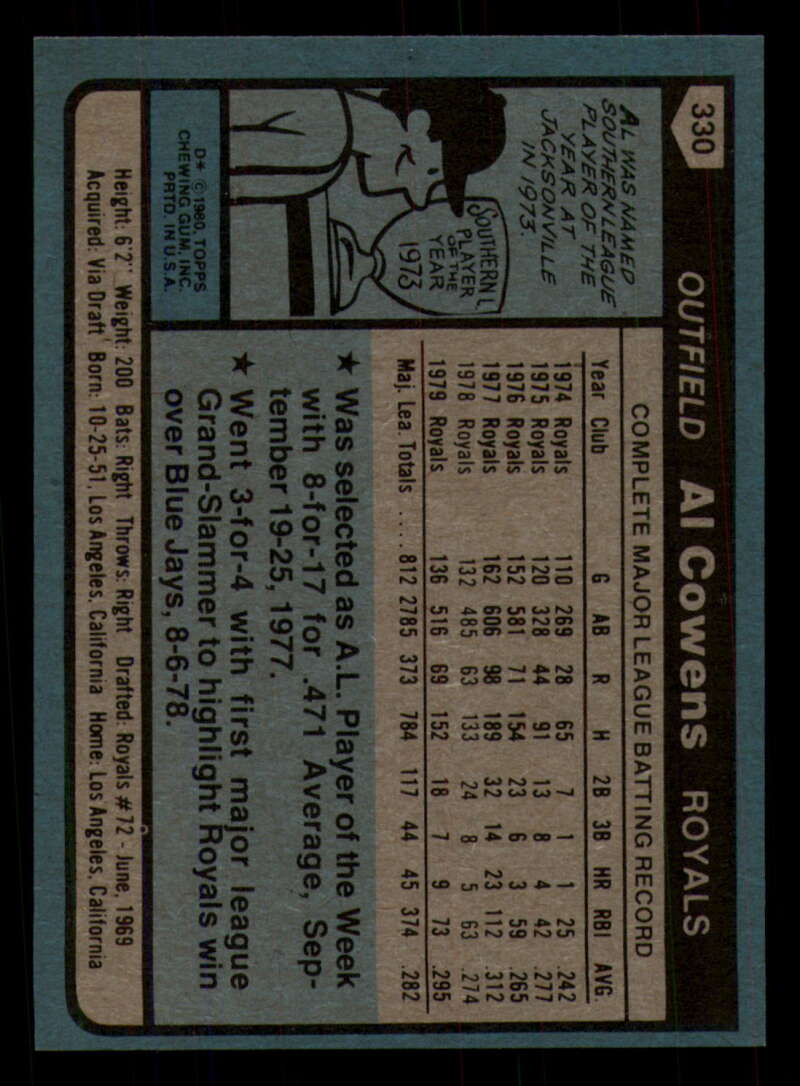 330
OUTFIELD Al Cowens ROYALS
AL WAS NAMED
SOUTHERN LEAGUE
PLAYER OF THE
YEAR AT
JACKSONVILLE
IN 1973.
SOUTHERN L.
PLAYER
OF THE
YEAR
1973
D* © 1980, TOPPS
CHEWING GUM, INC.
PRTD. IN U.S.A.
COMPLETE MAJOR LEAGUE BATTING RECORD
Year Club G AB R H 2B 3B HR RBI AVG.
1974 Royals 110 269 28 65 7 1 1 25 .242
1975 Royals 120 328 44 91 13 8 4 42 .277
1976 Royals 152 581 71 154 23 6 3 59 .265
1977 Royals 162 606 98 189 32 14 23 112 .312
1978 Royals 132 485 63 133 24 8 5 63 .274
1979 Royals 136 516 69 152 18 7 9 73 .295
Maj. Lea. Totals .... 812 2785 373 784 117 44 45 374 .282
★ Was selected as A.L. Player of the Week
with 8-for-17 for .471 Average, Sep-
tember 19-25, 1977.
★ Went 3-for-4 with first major league
Grand-Slammer to highlight Royals win
over Blue Jays, 8-6-78.
Height: 6'2" Weight: 200 Bats: Right Throws: Right Drafted: Royals #72 - June, 1969
Acquired: Via Draft Born: 10-25-51, Los Angeles, California Home: Los Angeles, California